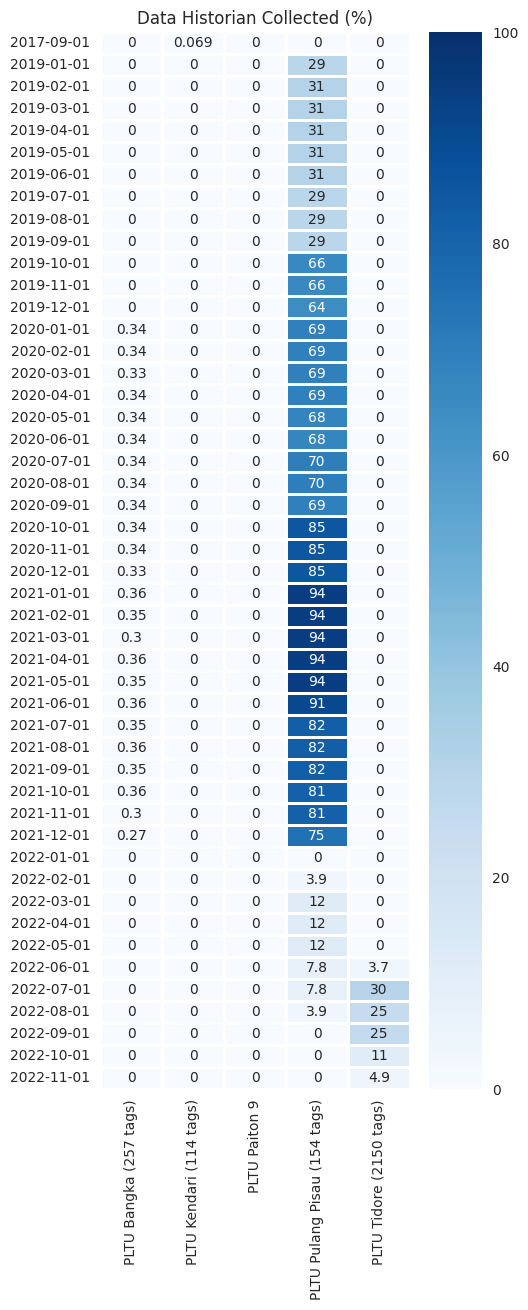 Data Historian Collected (%)
2017-09-01 0 0.069 0 0 0
2019-01-01 0 0 0 29 0
2019-02-01 0 0 0 31 0
2019-03-01 0 0 0 31 0
2019-04-01 0 0 0 31 0
2019-05-01 0 0 0 31 0
2019-06-01 0 0 0 31 0
2019-07-01 0 0 0 29 0
2019-08-01 0 0 0 29 0
2019-09-01 0 0 0 29 0
2019-10-01 0 0 0 66 0
2019-11-01 0 0 0 66 0
2019-12-01 0 0 0 64 0
2020-01-01 0.34 0 0 69 0
2020-02-01 0.34 0 0 69 0
2020-03-01 0.33 0 0 69 0
2020-04-01 0.34 0 0 69 0
2020-05-01 0.34 0 0 68 0
2020-06-01 0.34 0 0 68 0
2020-07-01 0.34 0 0 70 0
2020-08-01 0.34 0 0 70 0
2020-09-01 0.34 0 0 69 0
2020-10-01 0.34 0 0 85 0
2020-11-01 0.34 0 0 85 0
2020-12-01 0.33 0 0 85 0
2021-01-01 0.36 0 0 94 0
2021-02-01 0.35 0 0 94 0
2021-03-01 0.3 0 0 94 0
2021-04-01 0.36 0 0 94 0
2021-05-01 0.35 0 0 94 0
2021-06-01 0.36 0 0 91 0
2021-07-01 0.35 0 0 82 0
2021-08-01 0.36 0 0 82 0
2021-09-01 0.35 0 0 82 0
2021-10-01 0.36 0 0 81 0
2021-11-01 0.3 0 0 81 0
2021-12-01 0.27 0 0 75 0
2022-01-01 0 0 0 0 0
2022-02-01 0 0 0 3.9 0
2022-03-01 0 0 0 12 0
2022-04-01 0 0 0 12 0
2022-05-01 0 0 0 12 0
2022-06-01 0 0 0 7.8 3.7
2022-07-01 0 0 0 7.8 30
2022-08-01 0 0 0 3.9 25
2022-09-01 0 0 0 0 25
2022-10-01 0 0 0 0 11
2022-11-01 0 0 0 0 4.9
PLTU Bangka (257 tags)
PLTU Kendari (114 tags)
PLTU Paiton 9
PLTU Pulang Pisau (154 tags)
PLTU Tidore (2150 tags)
100
80
60
40
20
0